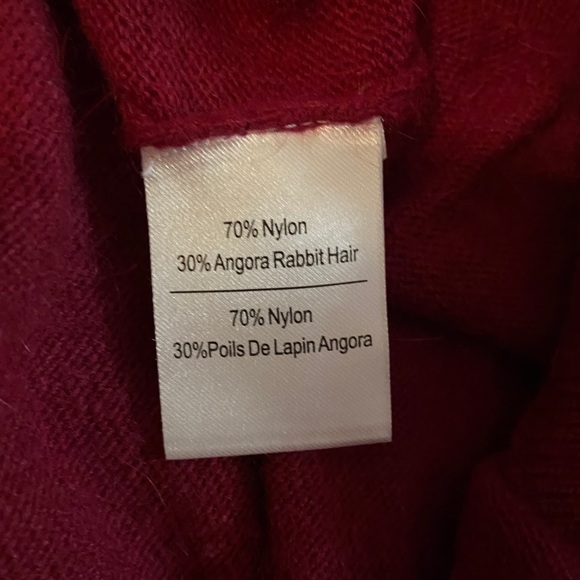 70% Nylon
30% Angora Rabbit Hair
70% Nylon
30%Poils De Lapin Angora